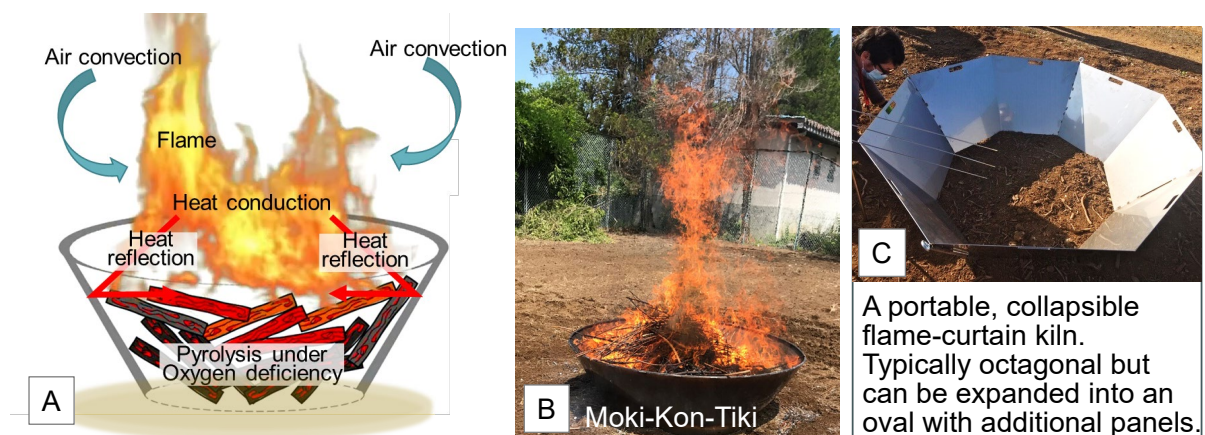 Air convection
Air convection
Flame
Heat conduction
Heat
reflection
Heat
reflection
Pyrolysis under
Oxygen deficiency
A
B
Moki-Kon-Tiki
C
A portable, collapsible
flame-curtain kiln.
Typically octagonal but
can be expanded into an
oval with additional panels.